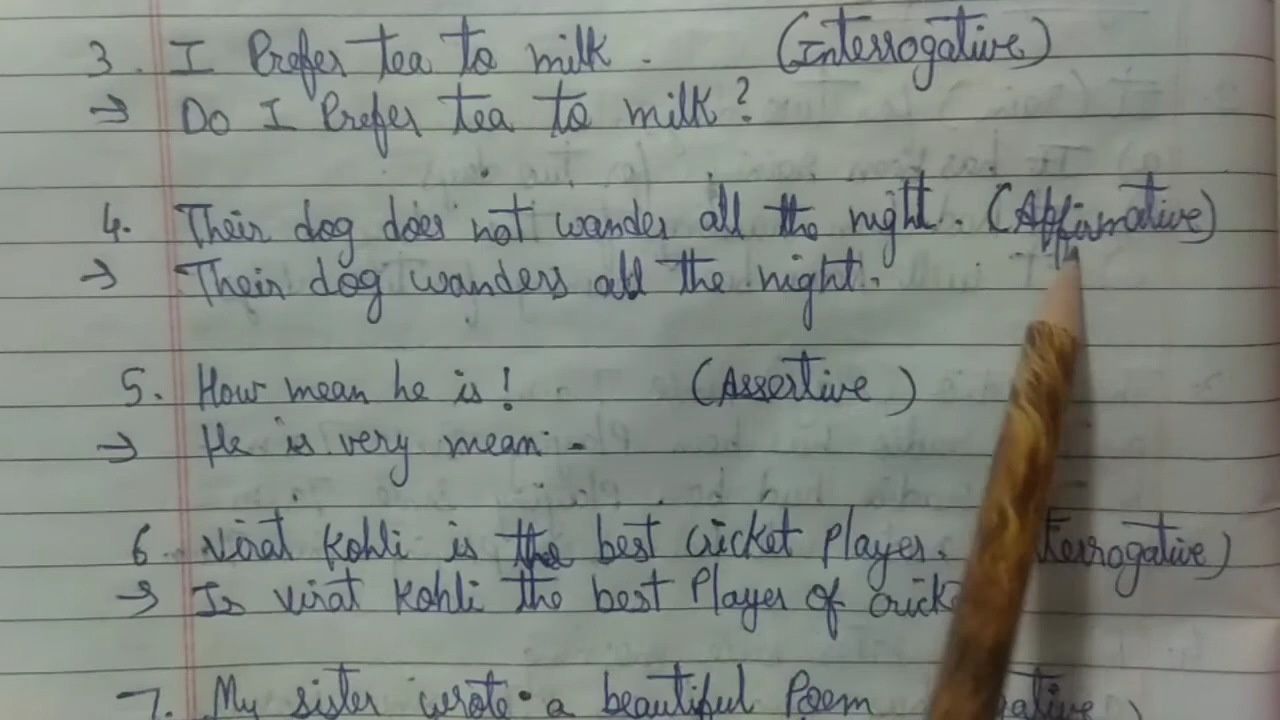 3. I Prefer tea to milk. (Interrogative)
→ Do I Prefer tea to milk?
4. Their dog does not wander all the night. (Affirmative)
→ Their dog wanders all the night.
5. How mean he is! (Assertive)
→ He is very mean.
6 Virat Kohli is the best cricket player. terrogative)
→ Is Virat Kohli the best Player of crick
7. My sister wrote a beautiful Poem ative)